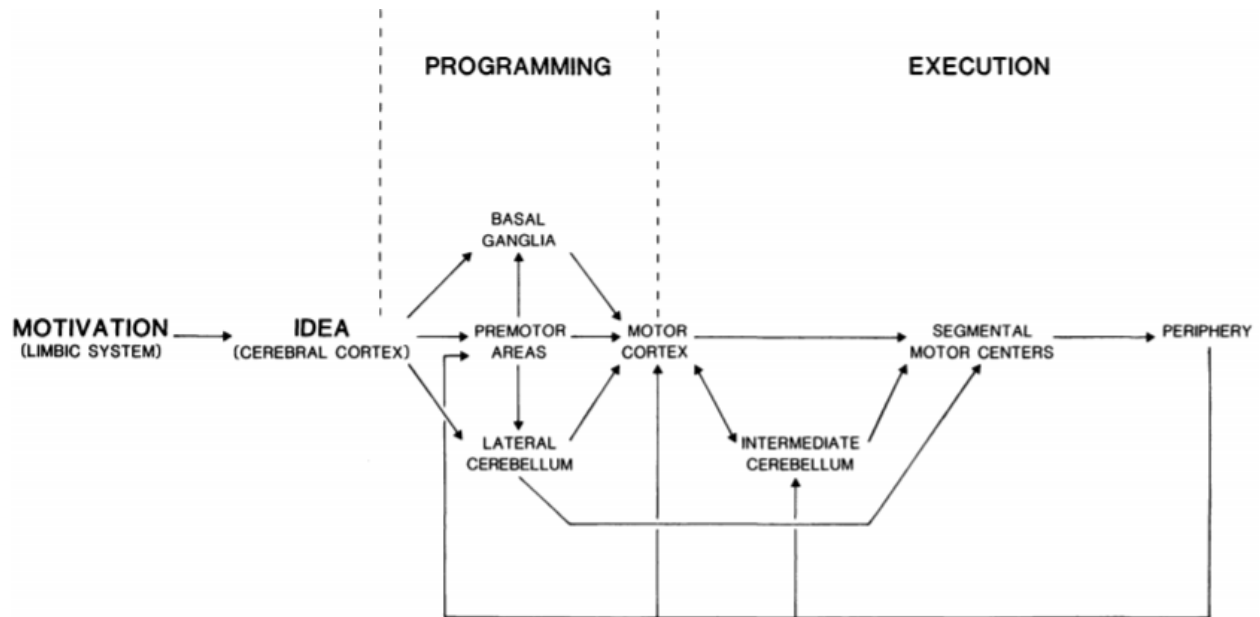 PROGRAMMING
EXECUTION
BASAL
GANGLIA
MOTIVATION
(LIMBIC SYSTEM)
IDEA
(CEREBRAL CORTEX)
PREMOTOR
AREAS
MOTOR
CORTEX
SEGMENTAL
MOTOR CENTERS
PERIPHERY
LATERAL
CEREBELLUM
INTERMEDIATE
CEREBELLUM